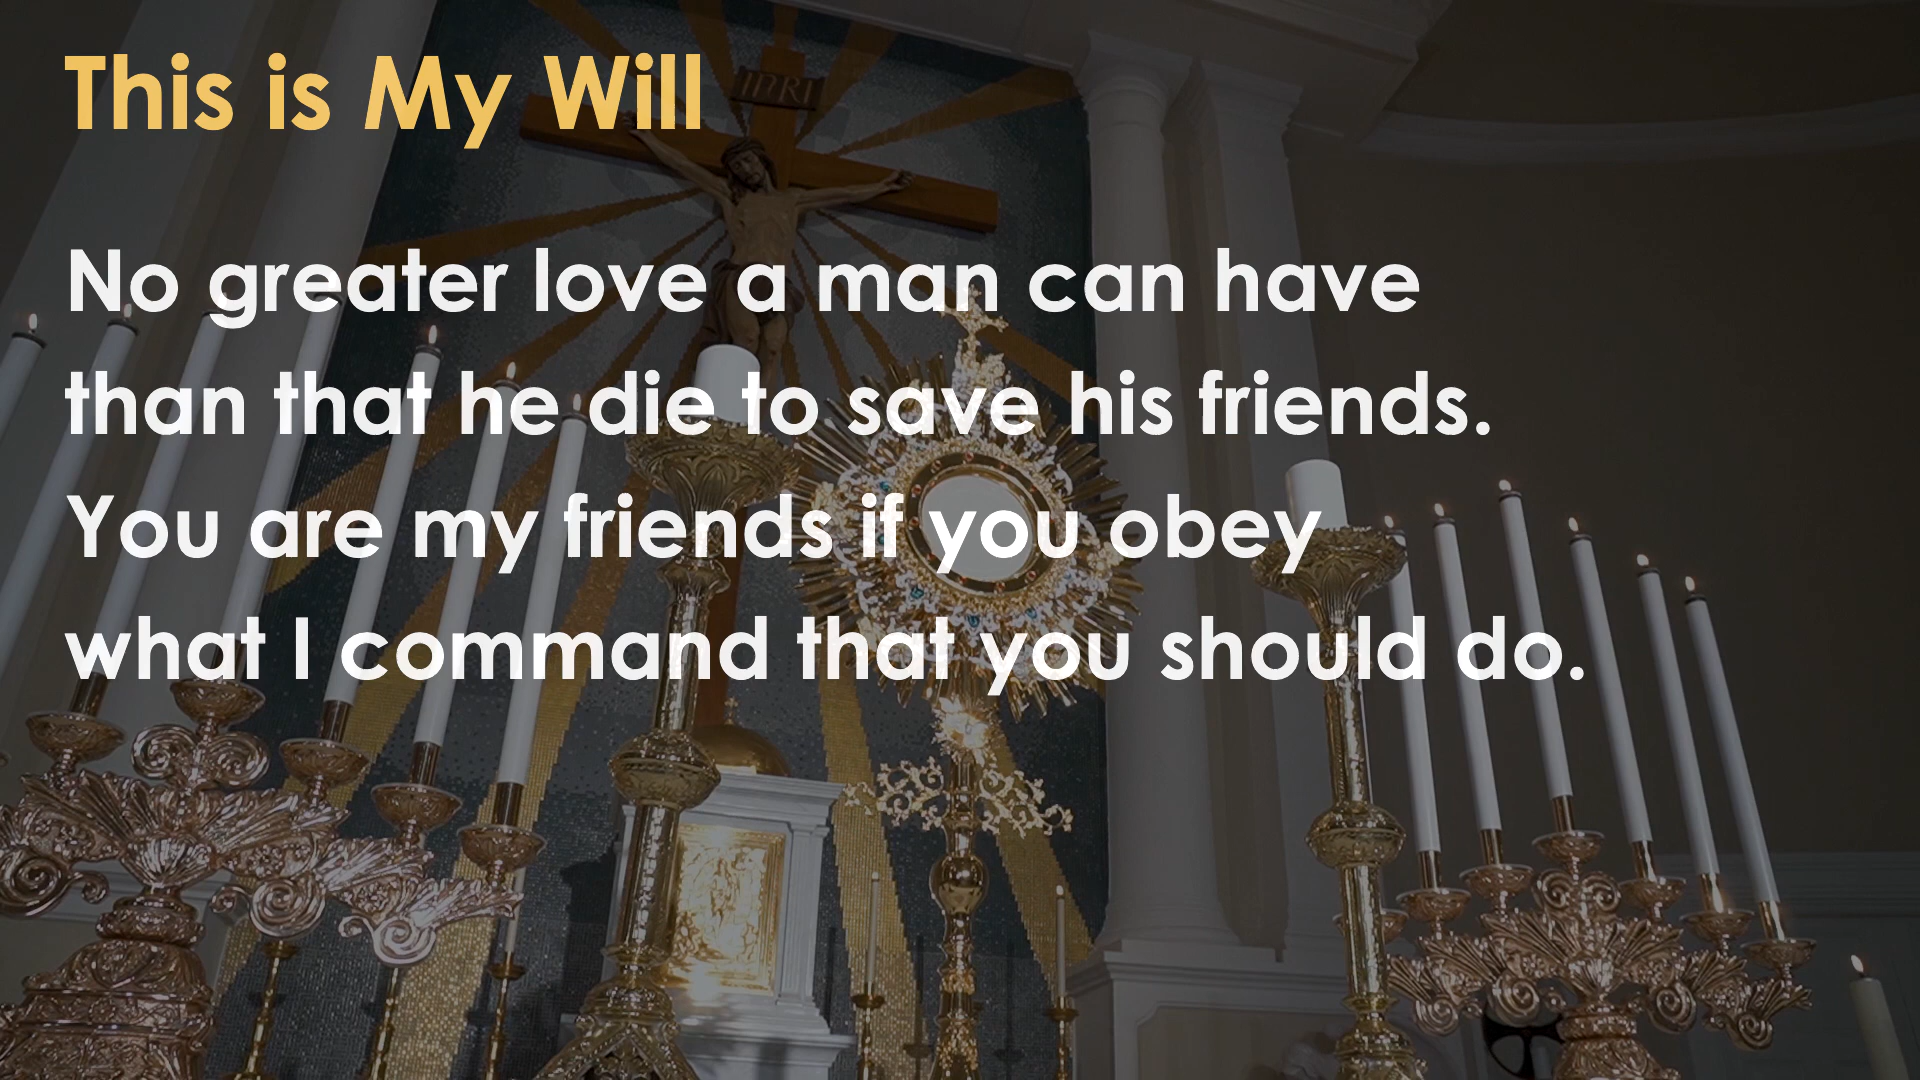 This is My Will
INRI
No greater love a man can have
than that he die to save his friends.
You are my friends if you obey
what I command that you should do.